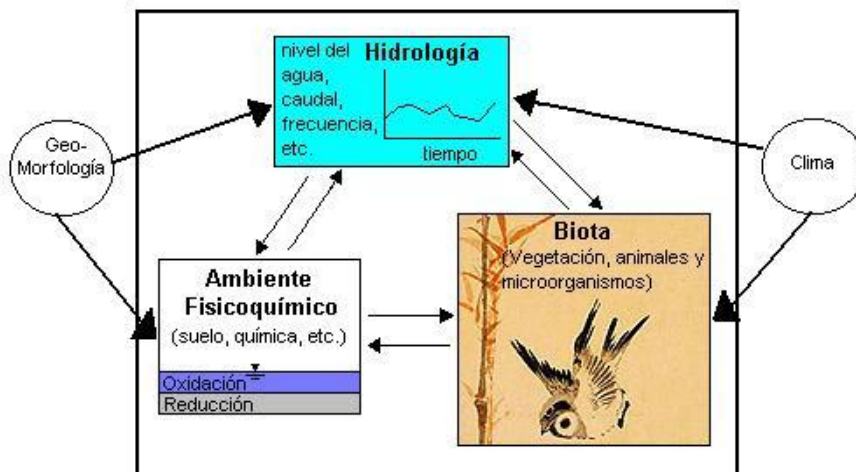 nivel del
agua,
caudal,
frecuencia,
etc.
Hidrología
tiempo
Geo-
Morfología
Clima
Ambiente
Fisicoquímico
(suelo, química, etc.)
Oxidación
Reducción
Biota
(Vegetación, animales y
microorganismos)